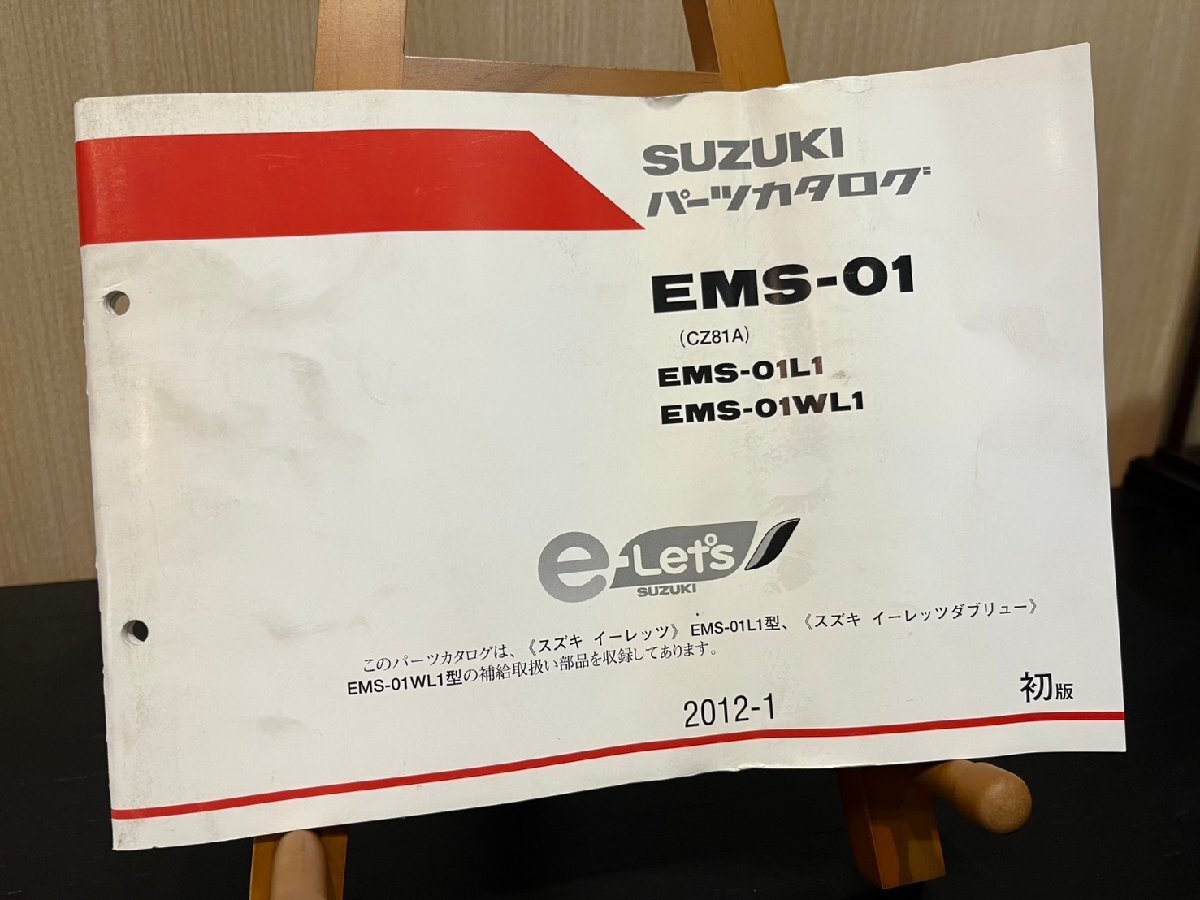 SUZUKI
パーツカタログ
EMS-01
(CZ81A)
EMS-01L1
EMS-01WL1
e-Let's
SUZUKI
このパーツカタログは、《スズキ イーレッツ》 EMS-01L1型、《スズキ イーレッツダブリュー》
EMS-01WL1型の補給取扱い部品を収録してあります。
2012-1
初版